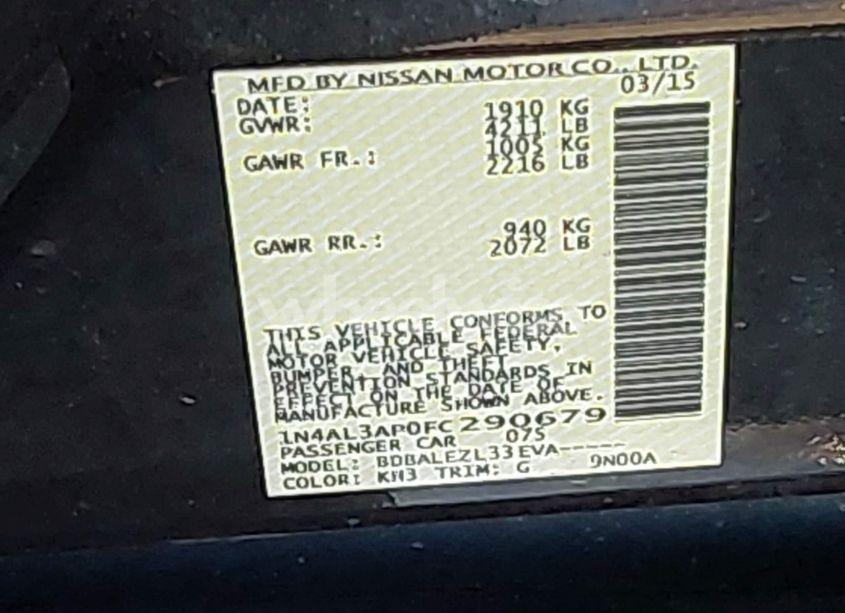 MFD BY NISSAN MOTOR CO., LTD.
DATE: 03/15
GVWR: 1910 KG
4211 LB
GAWR FR.: 1005 KG
2216 LB
GAWR RR.: 940 KG
2072 LB
THIS VEHICLE CONFORMS TO
ALL APPLICABLE FEDERAL
MOTOR VEHICLE SAFETY,
BUMPER, AND THEFT
PREVENTION STANDARDS IN
EFFECT ON THE DATE OF
MANUFACTURE SHOWN ABOVE.
1N4AL3AP0FC290679
PASSENGER CAR 075
MODEL: BDBALEZL33EVA-----
COLOR: KH3 TRIM: G 9N00A